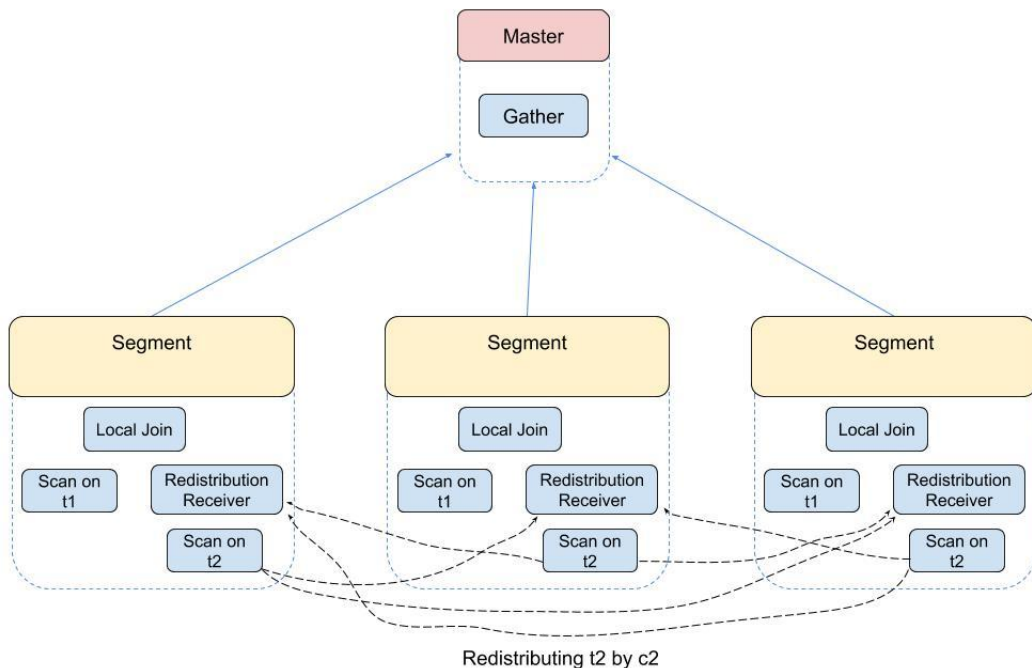 Master
Gather
Segment
Segment
Segment
Local Join
Local Join
Local Join
Scan on
t1
Redistribution
Receiver
Scan on
t1
Redistribution
Receiver
Scan on
t1
Redistribution
Receiver
Scan on
t2
Scan on
t2
Scan on
t2
Redistributing t2 by c2